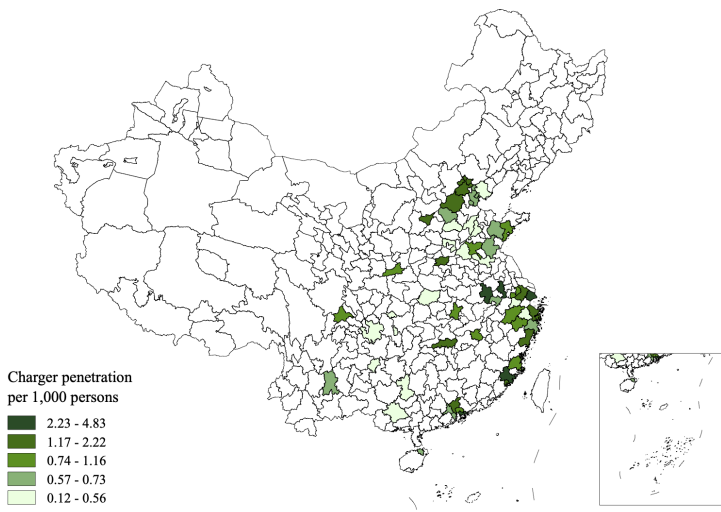 Charger penetration
per 1,000 persons
2.23 - 4.83
1.17 - 2.22
0.74 - 1.16
0.57 - 0.73
0.12 - 0.56